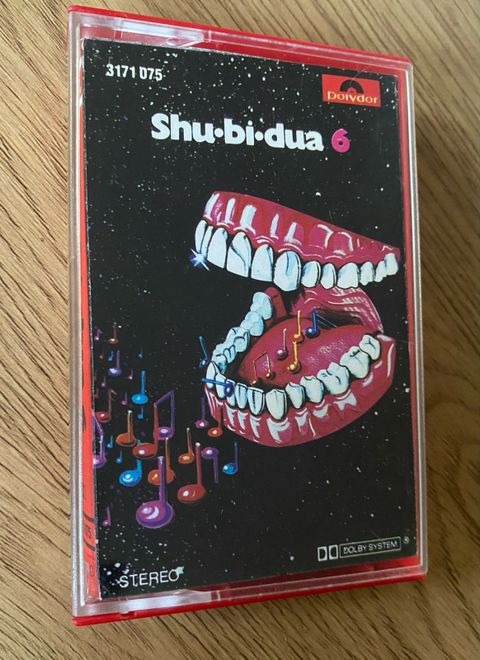 3171 075
polydor
Shu·bi·dua 6
DOLBY SYSTEM ®
STEREO